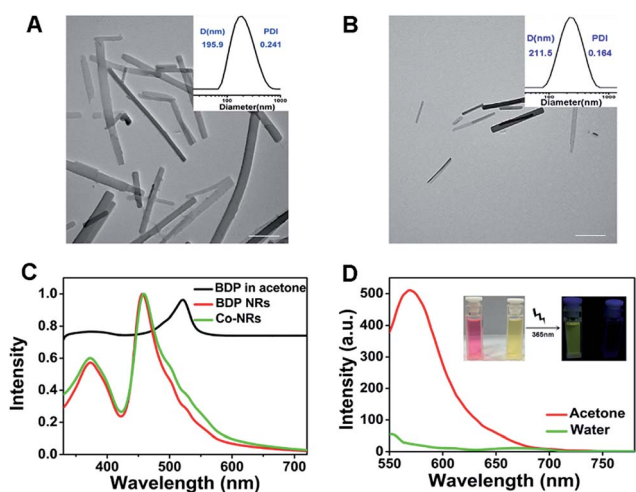 A
D(nm) PDI
195.9 0.241
100 1000
Diameter(nm)
B
D(nm) PDI
211.5 0.164
100 1000
Diameter(nm)
C
BDP in acetone
BDP NRs
Co-NRs
1.0
0.8
0.6
0.4
0.2
0.0
Intensity
400 500 600 700
Wavelength (nm)
D
500
400
300
200
100
0
Intensity (a.u.)
365nm
Acetone
Water
550 600 650 700 750
Wavelength (nm)